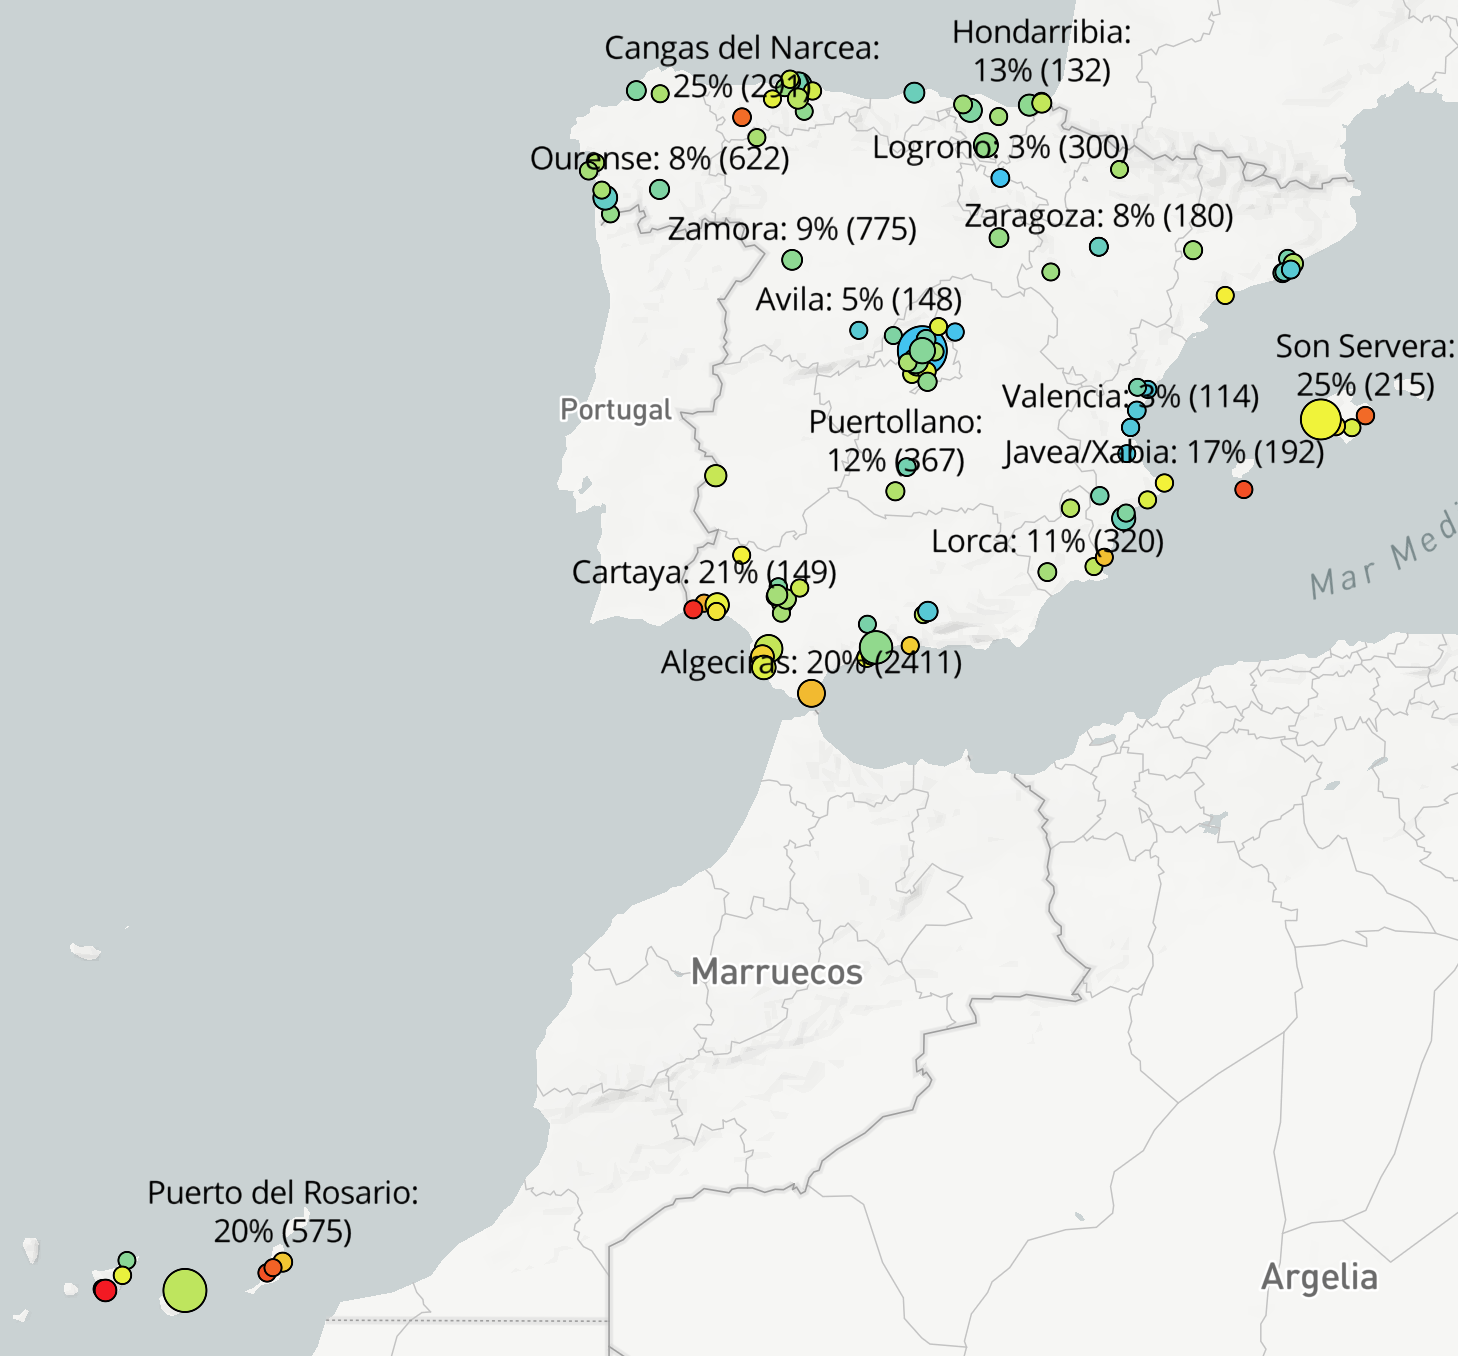 Hondarribia:
13% (132)
Cangas del Narcea:
25% (291)
Logrono: 3% (300)
Ourense: 8% (622)
Zaragoza: 8% (180)
Zamora: 9% (775)
Avila: 5% (148)
Son Servera:
25% (215)
Valencia: 3% (114)
Portugal
Puertollano:
12% (367)
Javea/Xabia: 17% (192)
Lorca: 11% (320)
Mar Medi
Cartaya: 21% (149)
Algeciras: 20% (2411)
Marruecos
Puerto del Rosario:
20% (575)
Argelia